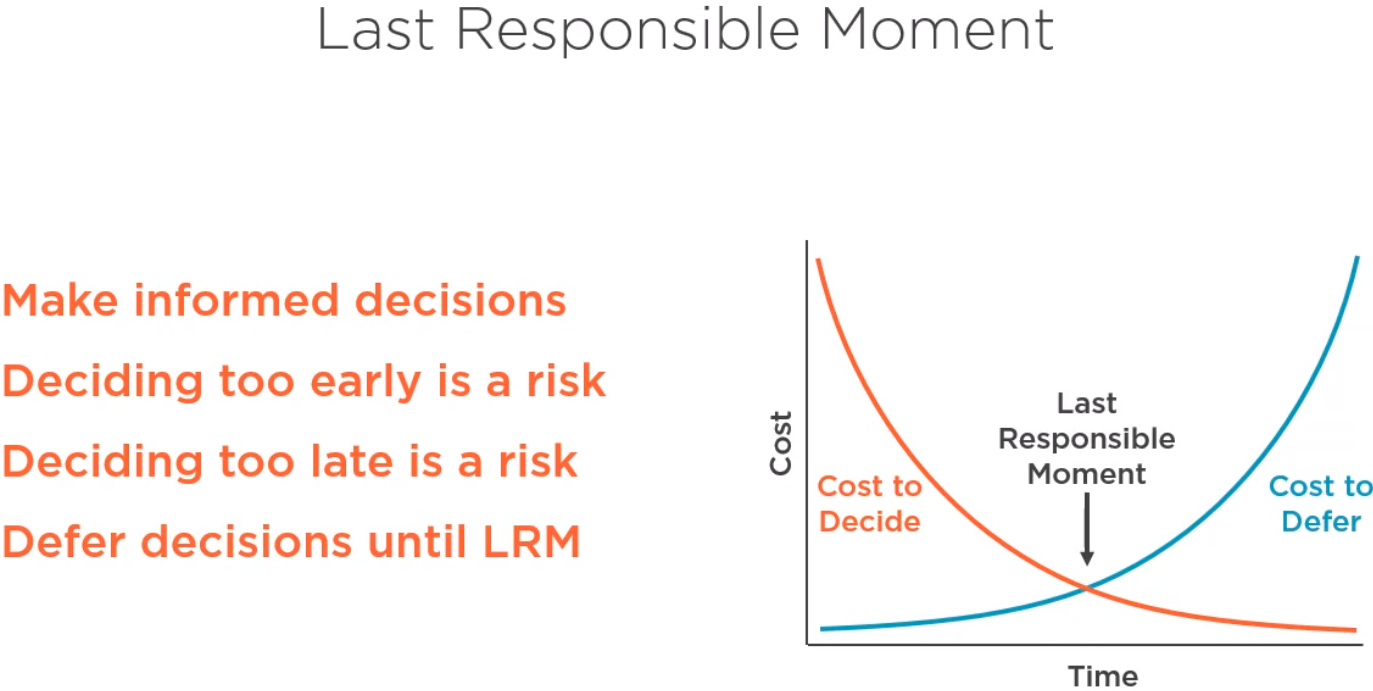 Last Responsible Moment
Make informed decisions
Deciding too early is a risk
Deciding too late is a risk
Defer decisions until LRM
Cost
Cost to
Decide
Last
Responsible
Moment
Cost to
Defer
Time